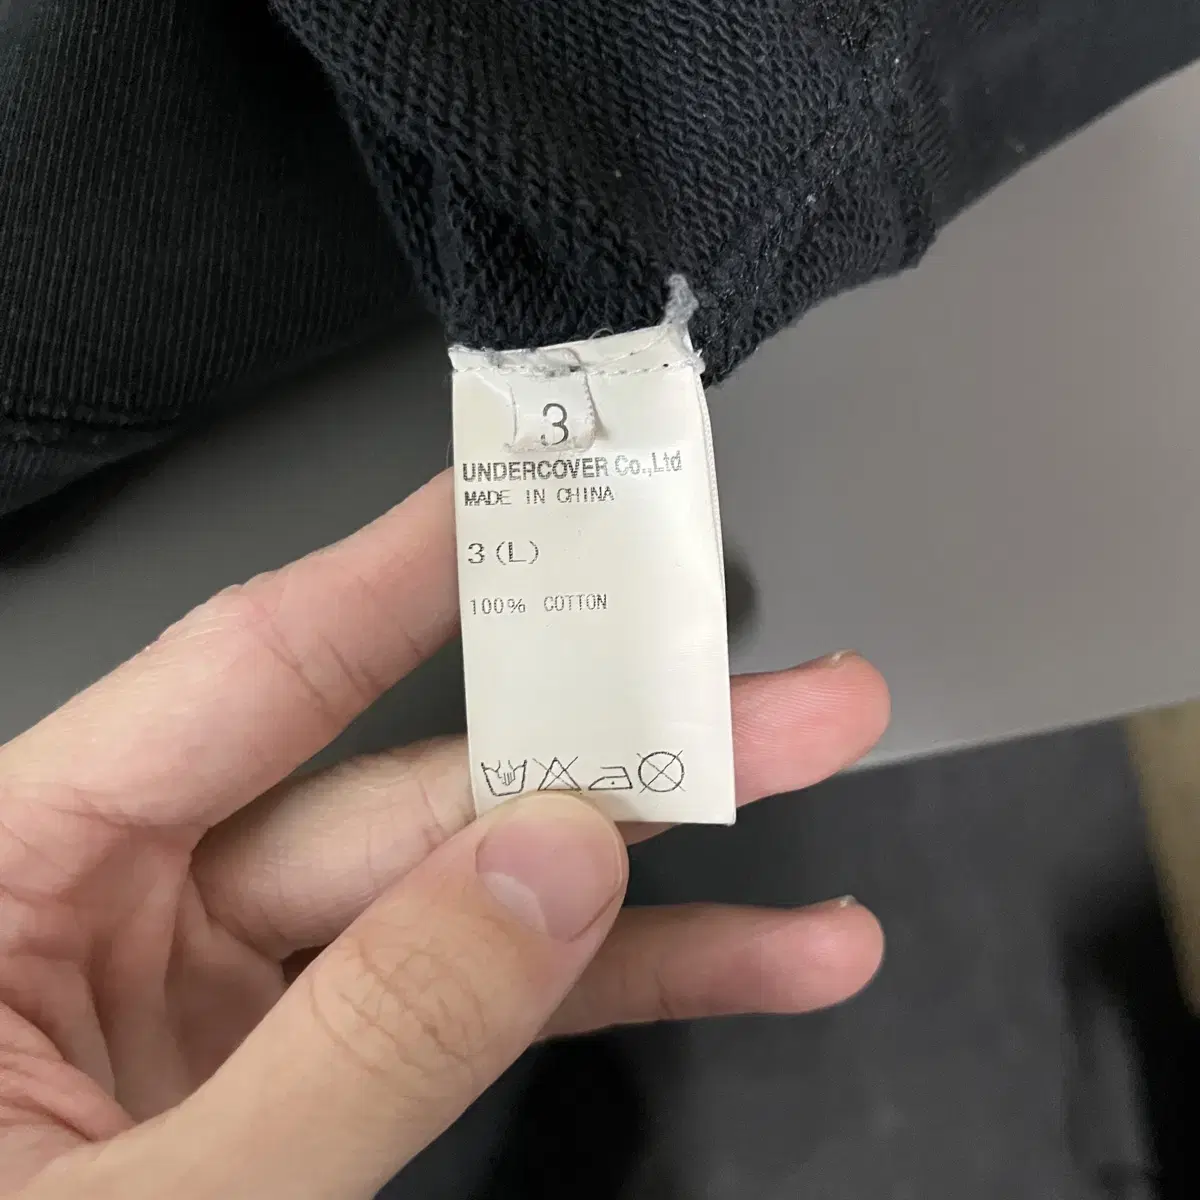 3
UNDERCOVER Co.,Ltd
MADE IN CHINA
3 (L)
100% COTTON